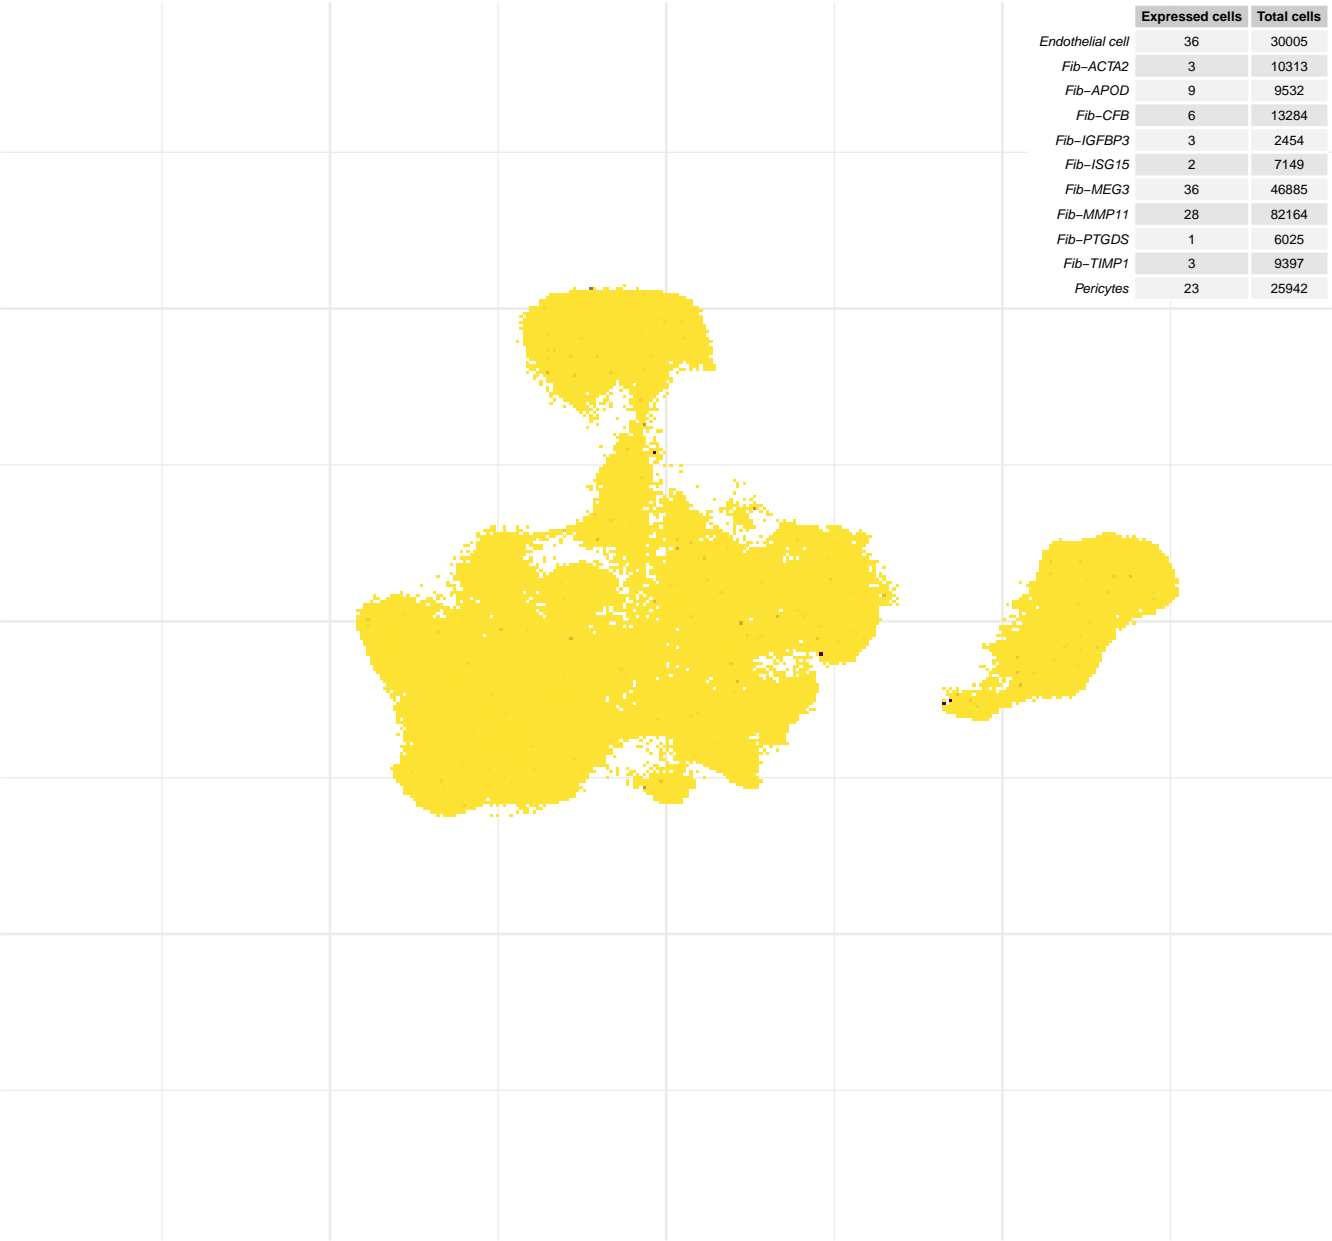 Expressed cells Total cells
Endothelial cell 36 30005
Fib−ACTA2 3 10313
Fib−APOD 9 9532
Fib−CFB 6 13284
Fib−IGFBP3 3 2454
Fib−ISG15 2 7149
Fib−MEG3 36 46885
Fib−MMP11 28 82164
Fib−PTGDS 1 6025
Fib−TIMP1 3 9397
Pericytes 23 25942